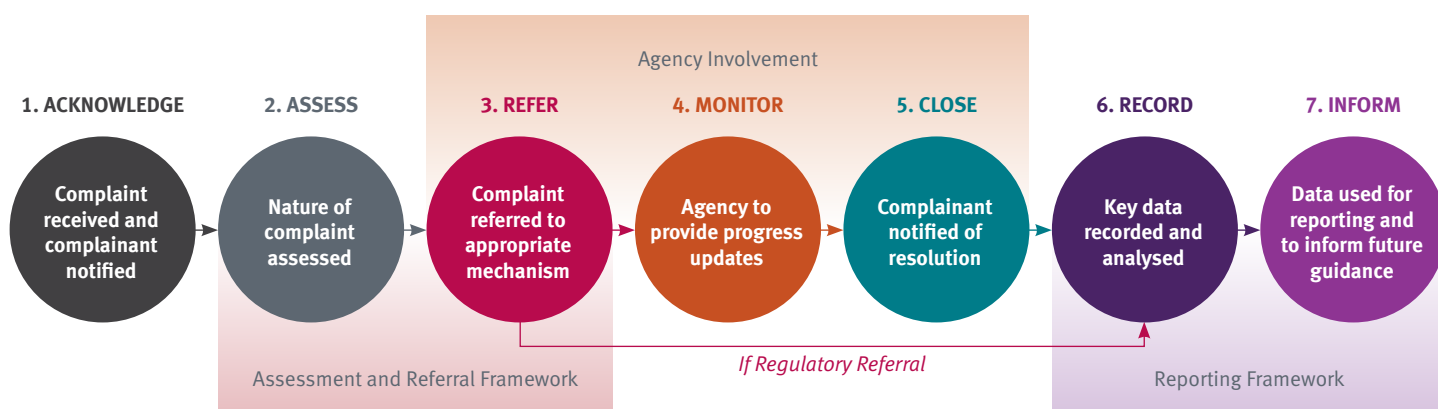 Agency Involvement
1. ACKNOWLEDGE
2. ASSESS
3. REFER
4. MONITOR
5. CLOSE
6. RECORD
7. INFORM
Complaint
received and
complainant
notified
Nature of
complaint
assessed
Complaint
referred to
appropriate
mechanism
Agency to
provide progress
updates
Complainant
notified of
resolution
Key data
recorded and
analysed
Data used for
reporting and
to inform future
guidance
If Regulatory Referral
Assessment and Referral Framework
Reporting Framework